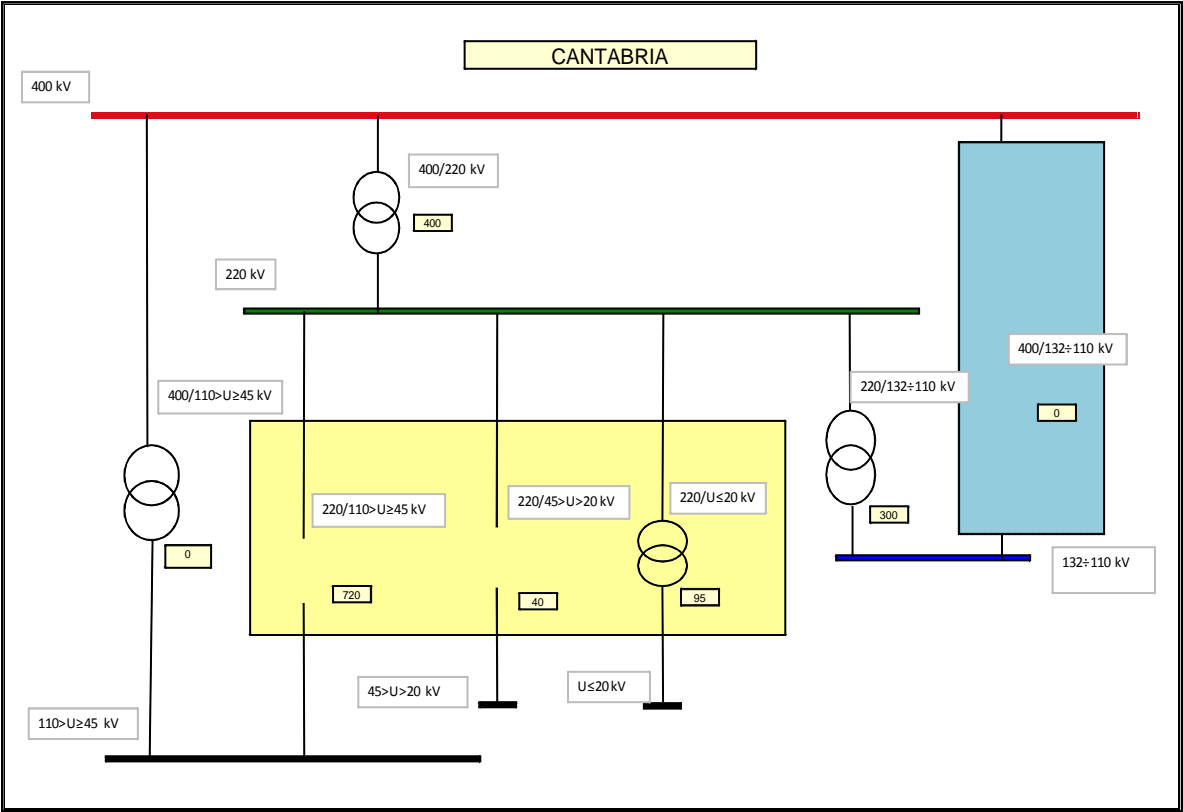 CANTABRIA
400 kV
400/220 kV
400
220 kV
400/132÷110 kV
220/132÷110 kV
400/110>U≥45 kV
0
220/110>U≥45 kV
220/45>U>20 kV
220/U≤20 kV
300
0
132÷110 kV
720
40
95
45>U>20 kV
U≤20 kV
110>U≥45 kV